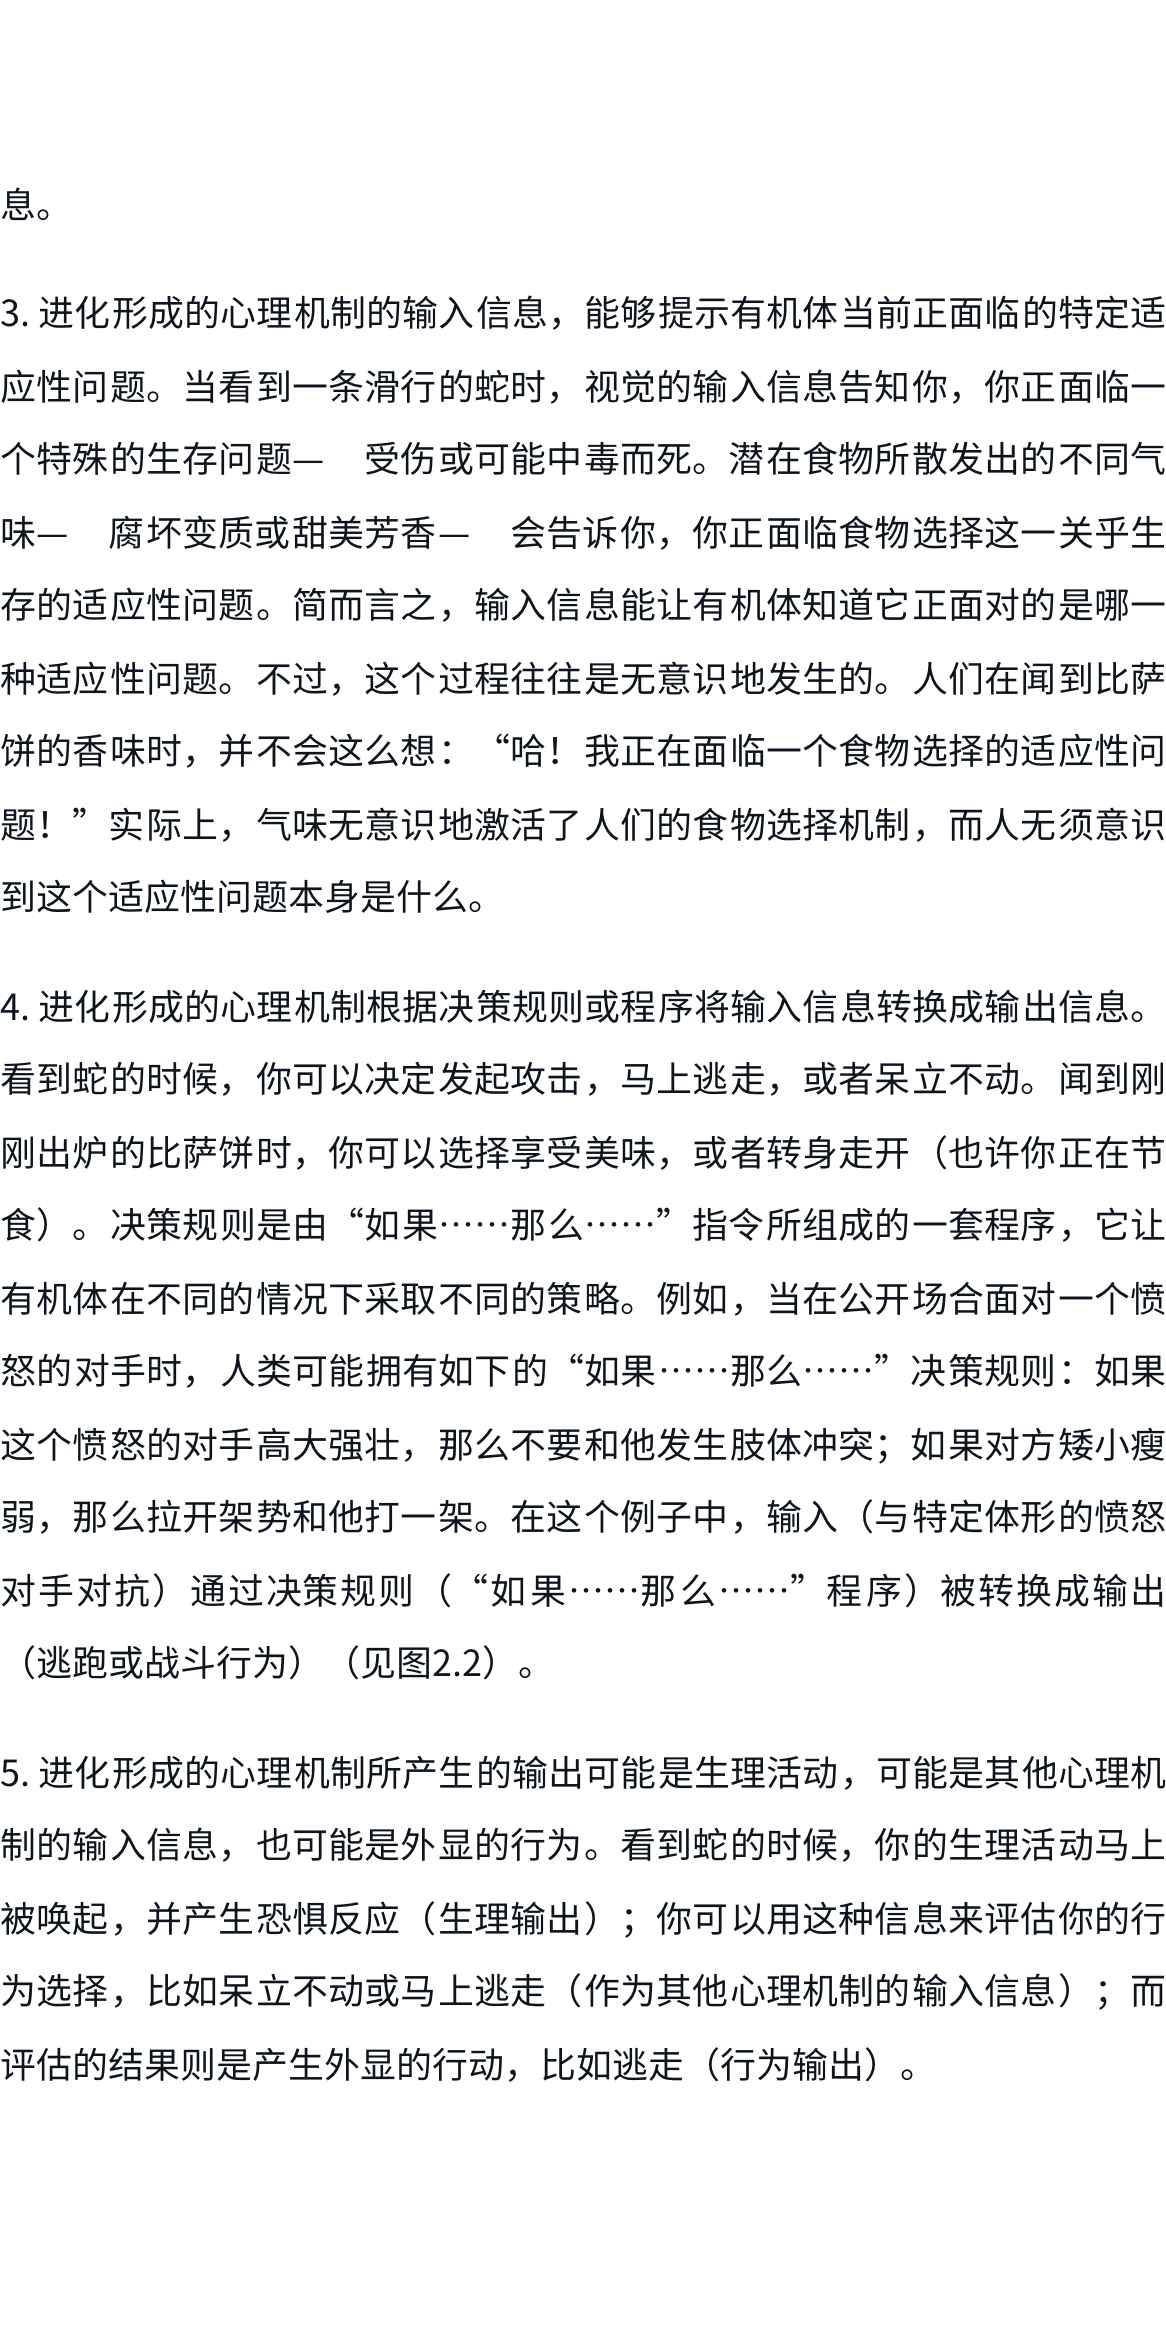 息。
3. 进化形成的心理机制的输入信息，能够提示有机体当前正面临的特定适
应性问题。当看到一条滑行的蛇时，视觉的输入信息告知你，你正面临一
个特殊的生存问题—　受伤或可能中毒而死。潜在食物所散发出的不同气
味—　腐坏变质或甜美芳香—　会告诉你，你正面临食物选择这一关乎生
存的适应性问题。简而言之，输入信息能让有机体知道它正面对的是哪一
种适应性问题。不过，这个过程往往是无意识地发生的。人们在闻到比萨
饼的香味时，并不会这么想：“哈！我正在面临一个食物选择的适应性问
题！”实际上，气味无意识地激活了人们的食物选择机制，而人无须意识
到这个适应性问题本身是什么。
4. 进化形成的心理机制根据决策规则或程序将输入信息转换成输出信息。
看到蛇的时候，你可以决定发起攻击，马上逃走，或者呆立不动。闻到刚
刚出炉的比萨饼时，你可以选择享受美味，或者转身走开（也许你正在节
食）。决策规则是由“如果……那么……”指令所组成的一套程序，它让
有机体在不同的情况下采取不同的策略。例如，当在公开场合面对一个愤
怒的对手时，人类可能拥有如下的“如果……那么……”决策规则：如果
这个愤怒的对手高大强壮，那么不要和他发生肢体冲突；如果对方矮小瘦
弱，那么拉开架势和他打一架。在这个例子中，输入（与特定体形的愤怒
对手对抗）通过决策规则（“如果……那么……”程序）被转换成输出
（逃跑或战斗行为）（见图2.2）。
5. 进化形成的心理机制所产生的输出可能是生理活动，可能是其他心理机
制的输入信息，也可能是外显的行为。看到蛇的时候，你的生理活动马上
被唤起，并产生恐惧反应（生理输出）；你可以用这种信息来评估你的行
为选择，比如呆立不动或马上逃走（作为其他心理机制的输入信息）；而
评估的结果则是产生外显的行动，比如逃走（行为输出）。